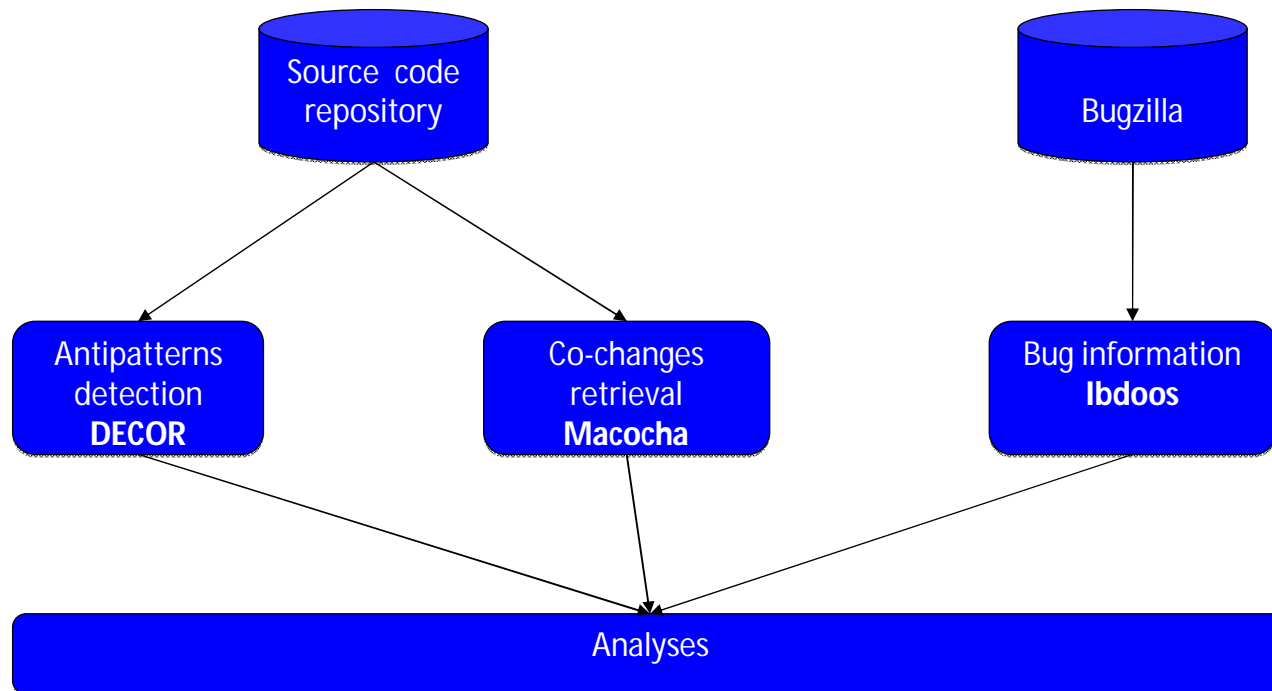 Source code
repository
Bugzilla
Antipatterns
detection
DECOR
Co-changes
retrieval
Macocha
Bug information
Ibdoos
Analyses